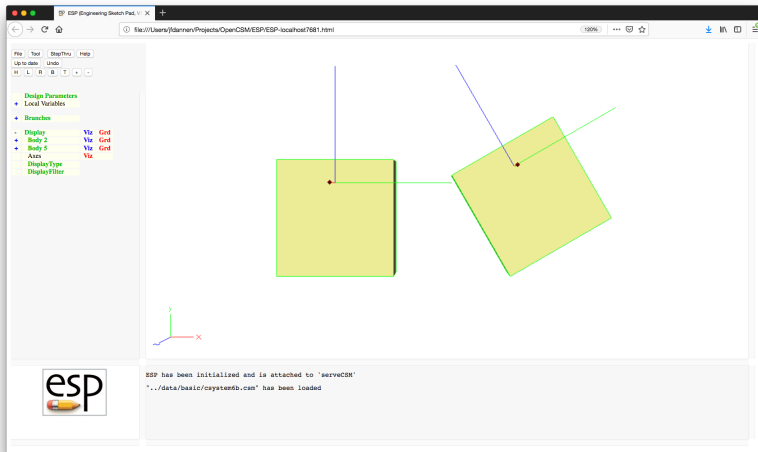 ESP (Engineering Sketch Pad, V
file:///Users/jfdannen/Projects/OpenCSM/ESP/ESP-localhost7681.html
120%
File Tool StepThru Help
Up to date Undo
H L R B T + -
Design Parameters
+ Local Variables
+ Branches
- Display Viz Grd
+ Body 2 Viz Grd
+ Body 5 Viz Grd
Axes Viz
DisplayType
DisplayFilter
y
X
esp
ESP has been initialized and is attached to 'serveCSM'
"../data/basic/csystem6b.csm" has been loaded